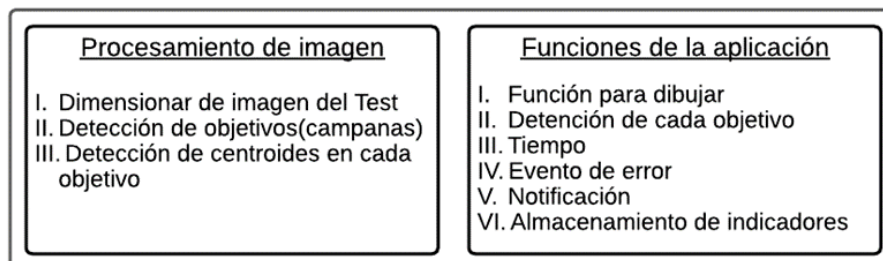 Procesamiento de imagen
I. Dimensionar de imagen del Test
II. Detección de objetivos(campanas)
III. Detección de centroides en cada
objetivo
Funciones de la aplicación
I. Función para dibujar
II. Detención de cada objetivo
III. Tiempo
IV. Evento de error
V. Notificación
VI. Almacenamiento de indicadores